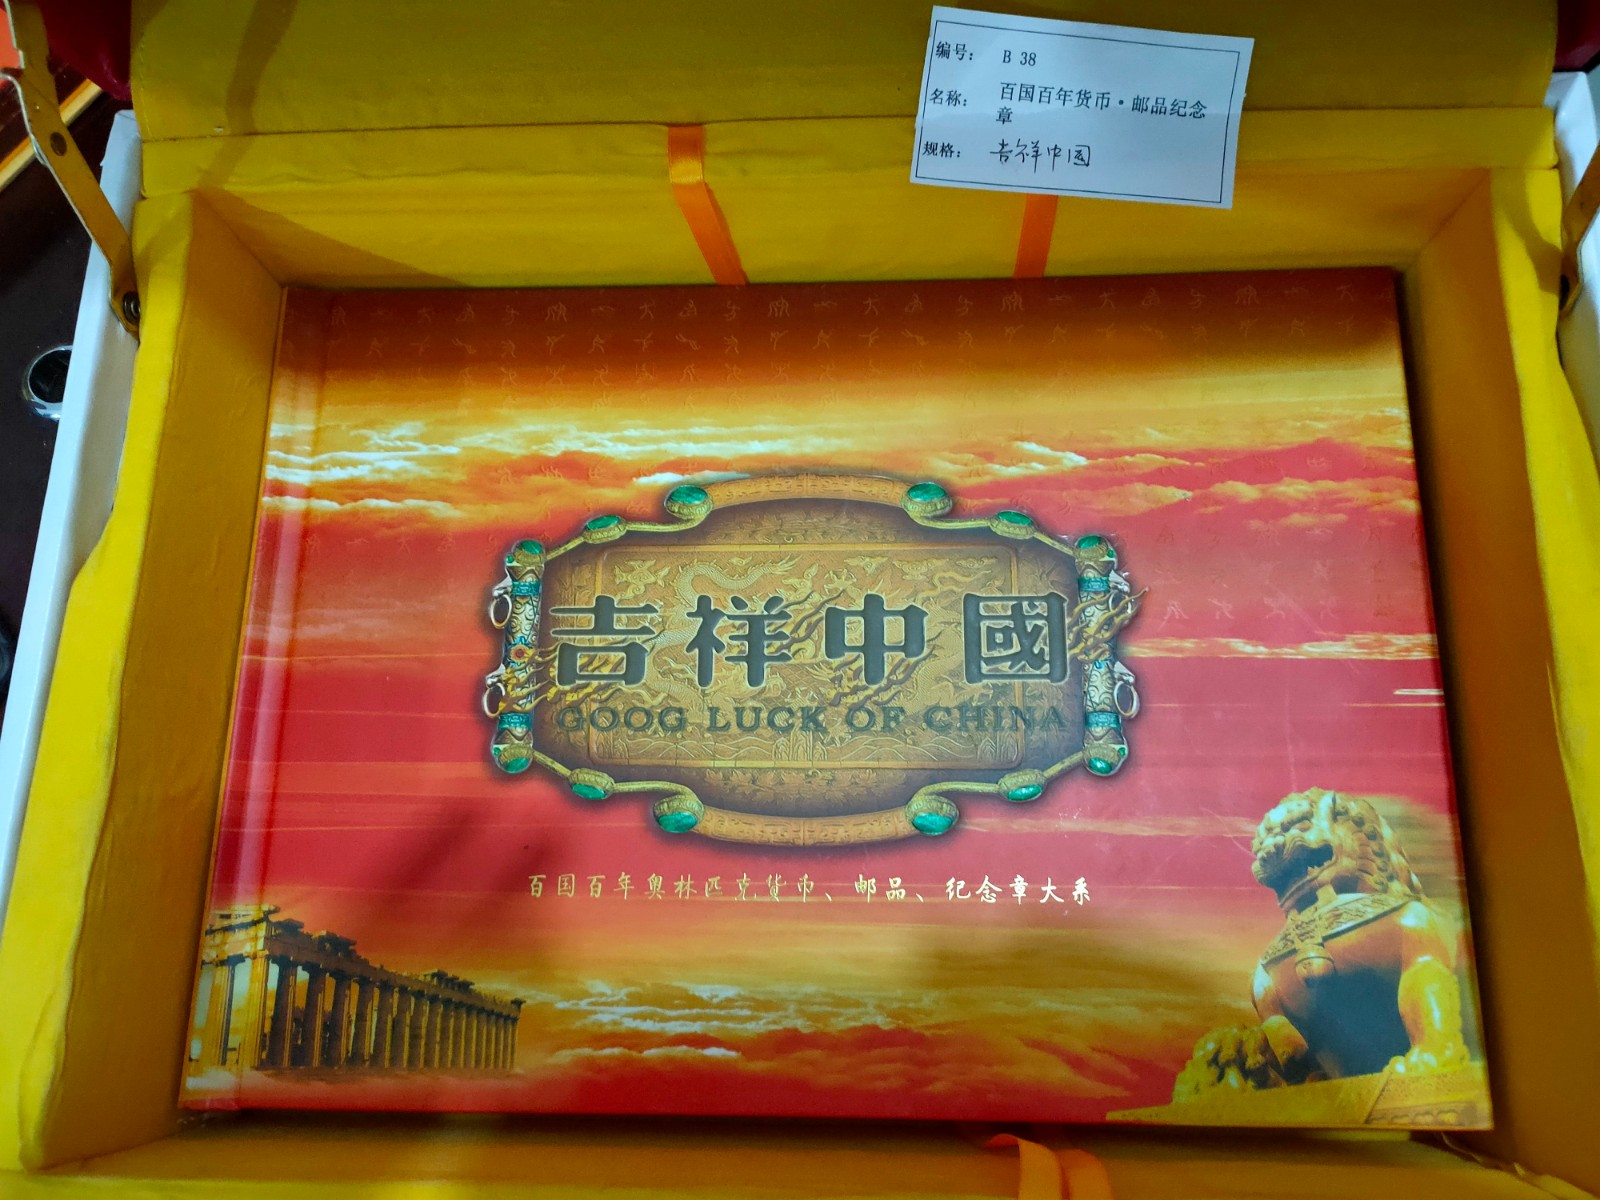 编号: B 38
名称: 百国百年货币·邮品纪念
章
规格: 吉祥中国
吉祥中國
GOOG LUCK OF CHINA
百国百年奥林匹克货币、邮品、纪念章大系